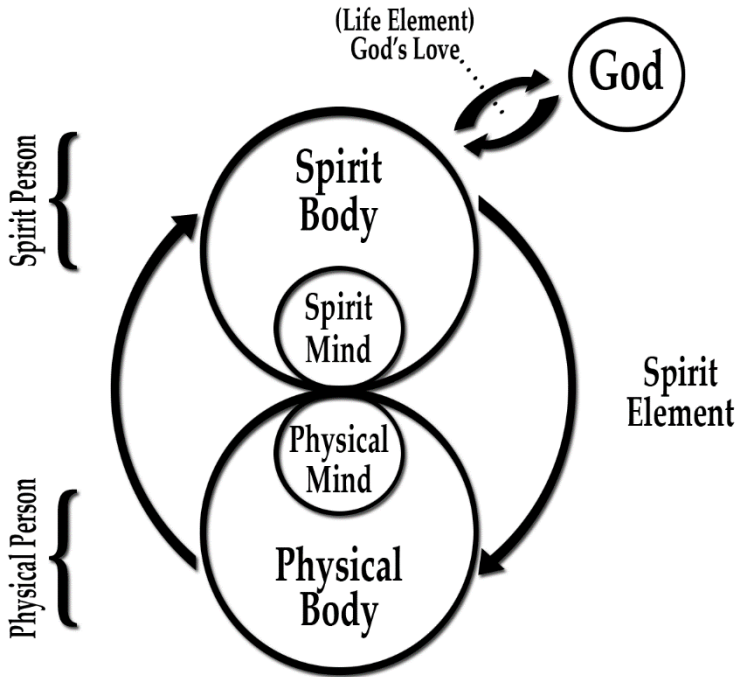 (Life Element)
God's Love
God
Spirit Person
Spirit
Body
Spirit
Mind
Spirit
Element
Physical
Mind
Physical Person
Physical
Body